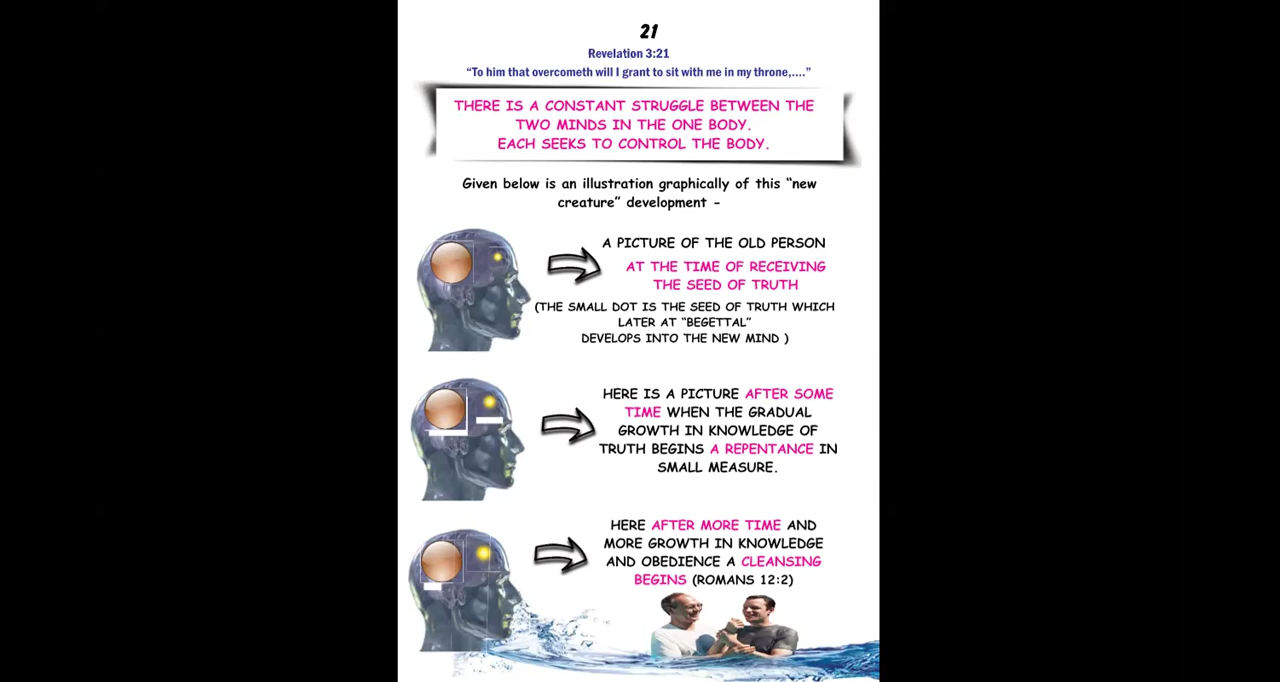 21
Revelation 3:21
“To him that overcometh will I grant to sit with me in my throne,....”
THERE IS A CONSTANT STRUGGLE BETWEEN THE
TWO MINDS IN THE ONE BODY.
EACH SEEKS TO CONTROL THE BODY.
Given below is an illustration graphically of this “new
creature” development -
A PICTURE OF THE OLD PERSON
AT THE TIME OF RECEIVING
THE SEED OF TRUTH
(THE SMALL DOT IS THE SEED OF TRUTH WHICH
LATER AT “BEGETTAL”
DEVELOPS INTO THE NEW MIND )
HERE IS A PICTURE AFTER SOME
TIME WHEN THE GRADUAL
GROWTH IN KNOWLEDGE OF
TRUTH BEGINS A REPENTANCE IN
SMALL MEASURE.
HERE AFTER MORE TIME AND
MORE GROWTH IN KNOWLEDGE
AND OBEDIENCE A CLEANSING
BEGINS (ROMANS 12:2)